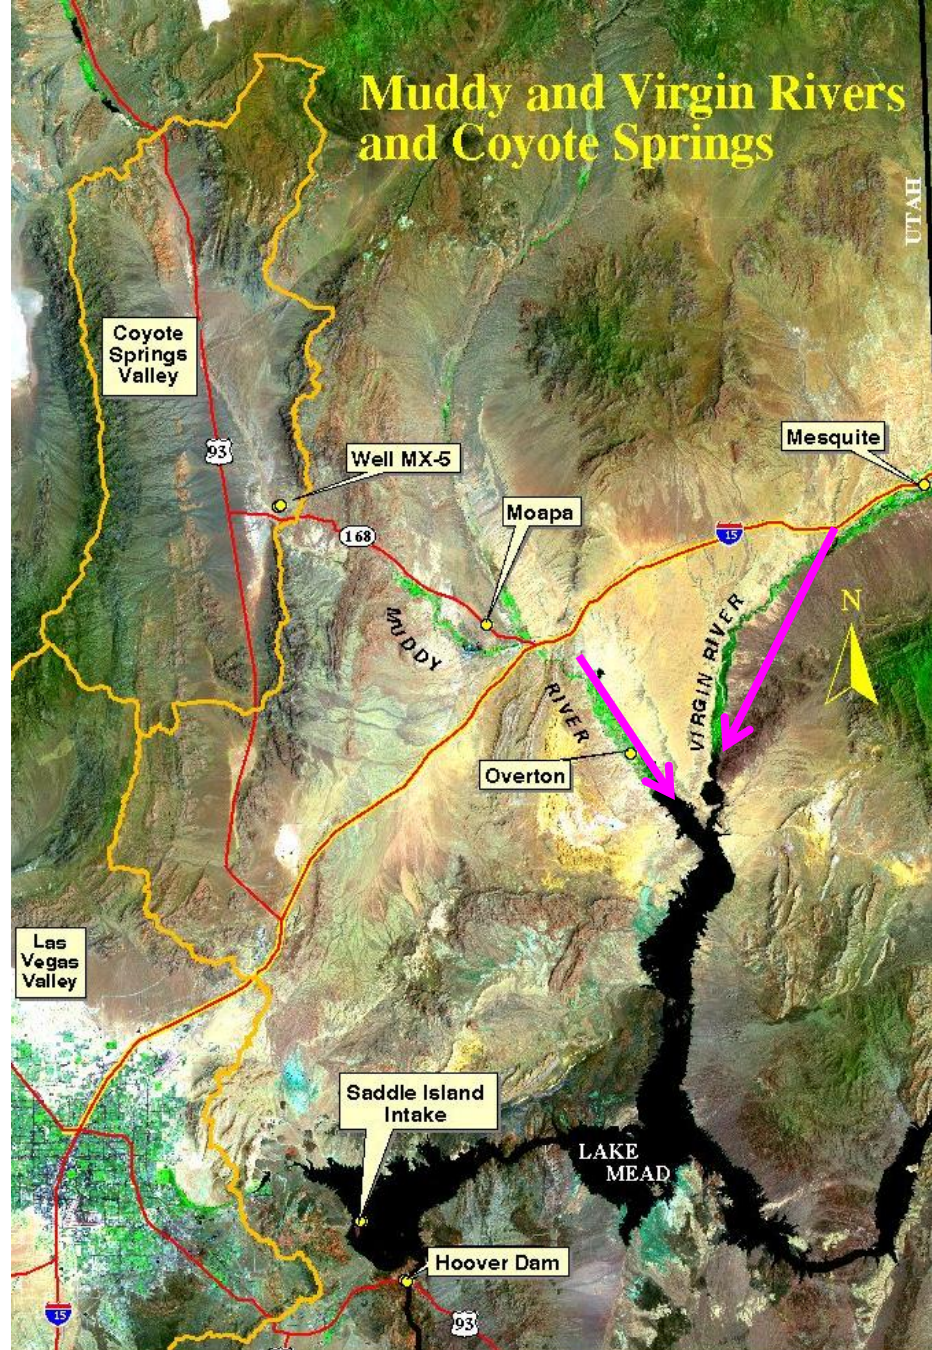 Muddy and Virgin Rivers
and Coyote Springs
UTAH
Coyote
Springs
Valley
93
Well MX-5
Mesquite
Moapa
168
15
N
MUDDY
RIVER
VIRGIN RIVER
Overton
Las
Vegas
Valley
Saddle Island
Intake
LAKE
MEAD
Hoover Dam
15
93